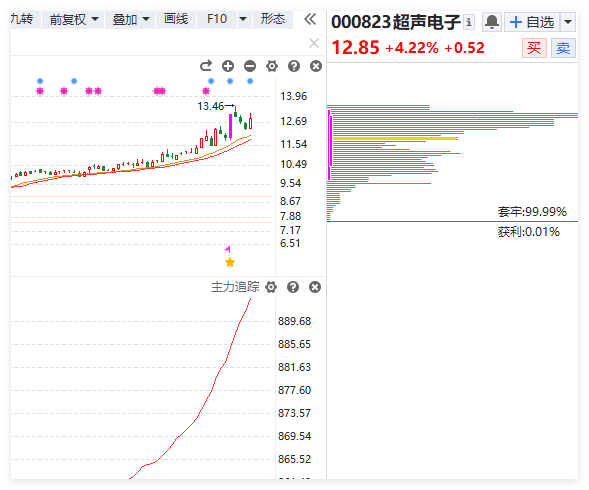 九转 前复权 叠加 画线 F10 形态
000823超声电子 自选
12.85 +4.22% +0.52 买 卖
13.46
13.96
12.69
11.54
10.49
9.54
8.67
7.88
7.17
6.51
套牢:99.99%
获利:0.01%
主力追踪
889.68
885.65
881.63
877.60
873.57
869.54
865.52